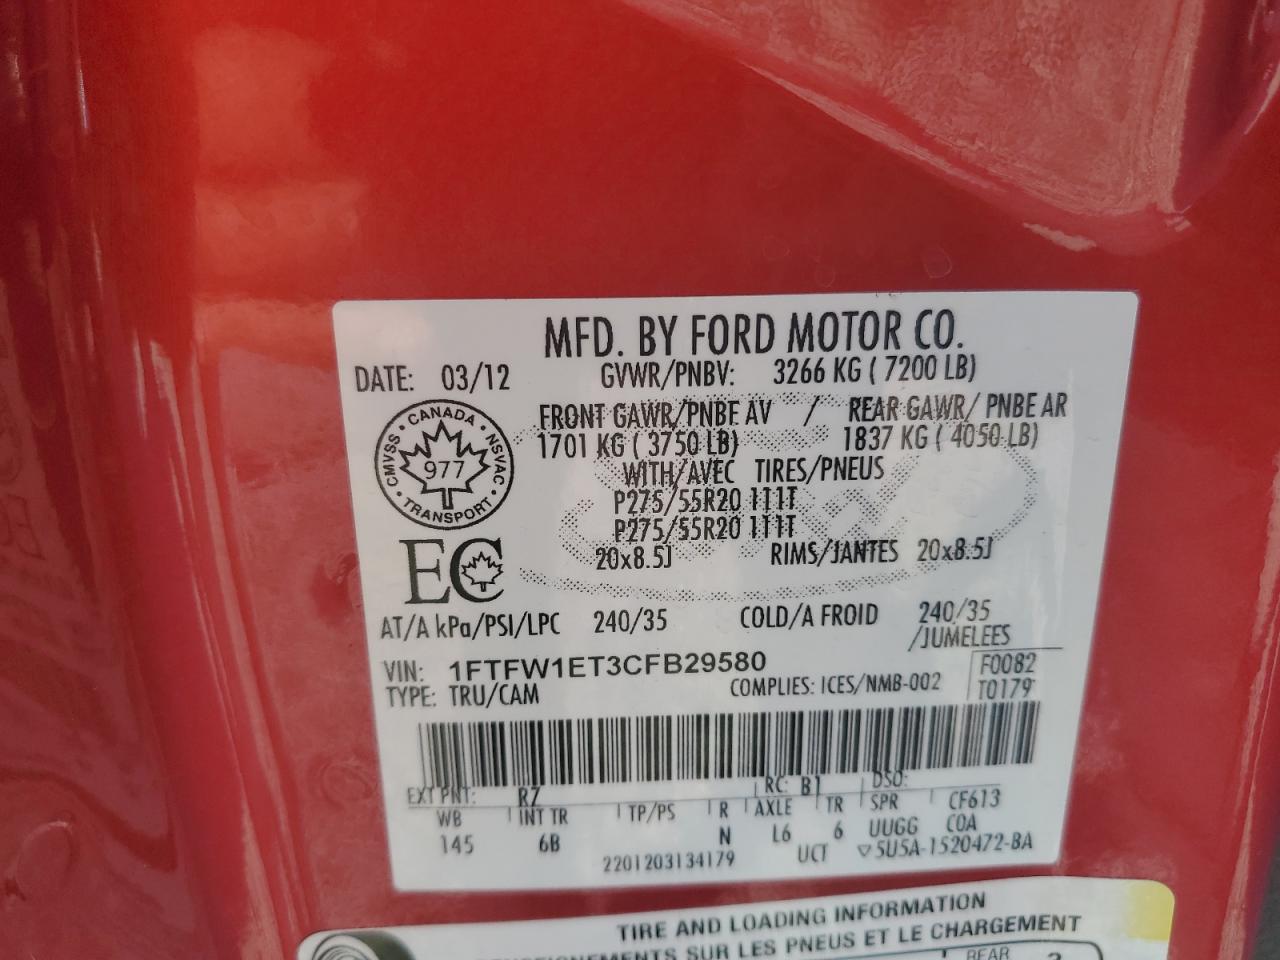 MFD. BY FORD MOTOR CO.
DATE: 03/12 GVWR/PNBV: 3266 KG ( 7200 LB)
FRONT GAWR/PNBE AV / REAR GAWR/ PNBE AR
1701 KG ( 3750 LB) 1837 KG ( 4050 LB)
WITH/AVEC TIRES/PNEUS
P275/55R20 111T
P275/55R20 111T
20x8.5J RIMS/JANTES 20x8.5J
CANADA
CMVSS NSVAC
977
TRANSPORT
EC
AT/A kPa/PSI/LPC 240/35 COLD/A FROID 240/35
/JUMELEES
VIN: 1FTFW1ET3CFB29580 F0082
TYPE: TRU/CAM COMPLIES: ICES/NMB-002 T0179
EXT PNT: RZ RC: B1 DSO:
WB INT TR TP/PS R AXLE TR SPR CF613
145 6B N L6 6 UUGG COA
2201203134179 UCT ▽5U5A-1520472-BA
TIRE AND LOADING INFORMATION
SUR LES PNEUS ET LE CHARGEMENT
REAR